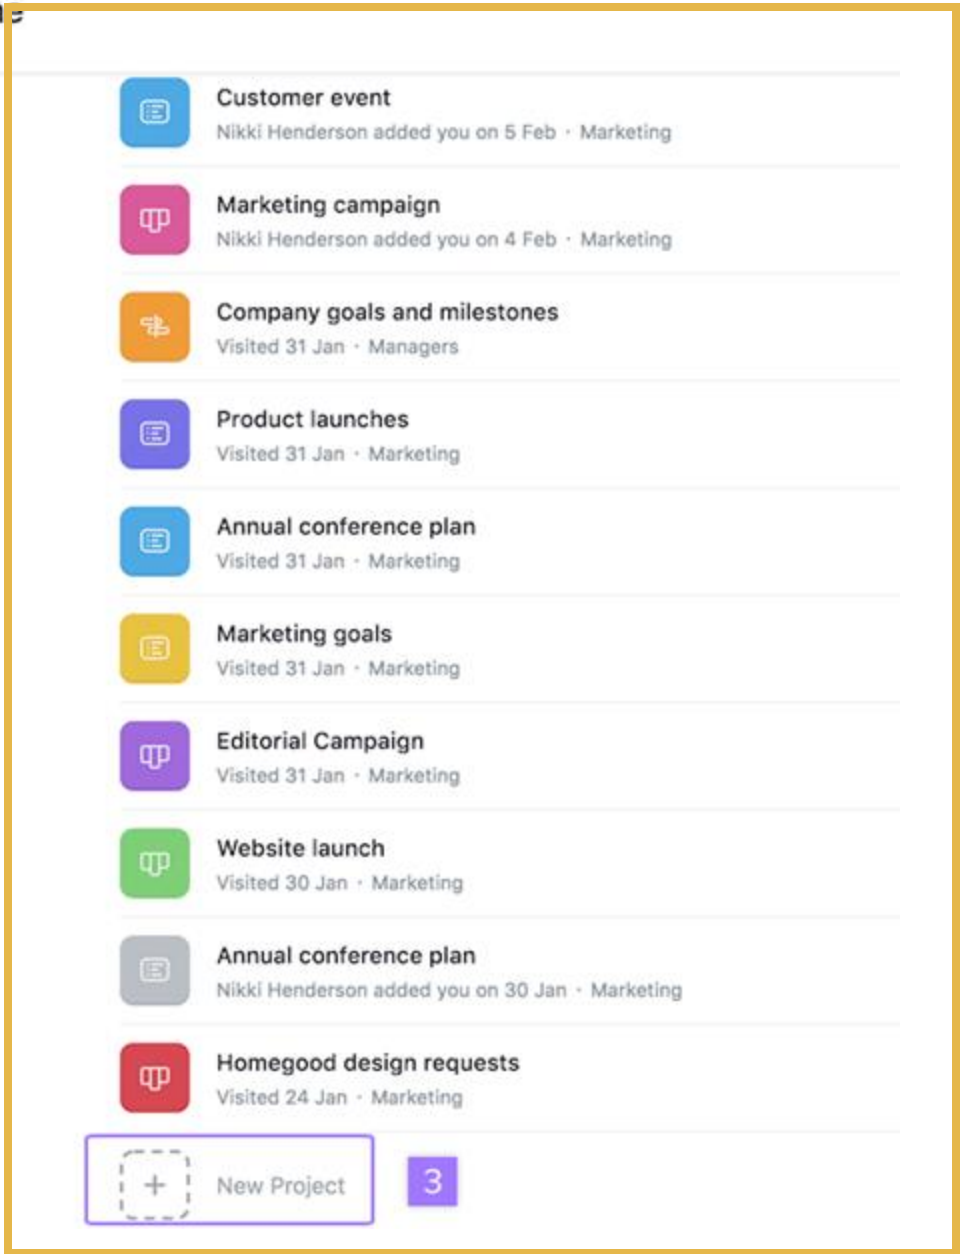 Customer event
Nikki Henderson added you on 5 Feb · Marketing
Marketing campaign
Nikki Henderson added you on 4 Feb · Marketing
Company goals and milestones
Visited 31 Jan · Managers
Product launches
Visited 31 Jan · Marketing
Annual conference plan
Visited 31 Jan · Marketing
Marketing goals
Visited 31 Jan · Marketing
Editorial Campaign
Visited 31 Jan · Marketing
Website launch
Visited 30 Jan · Marketing
Annual conference plan
Nikki Henderson added you on 30 Jan · Marketing
Homegood design requests
Visited 24 Jan · Marketing
+ New Project 3